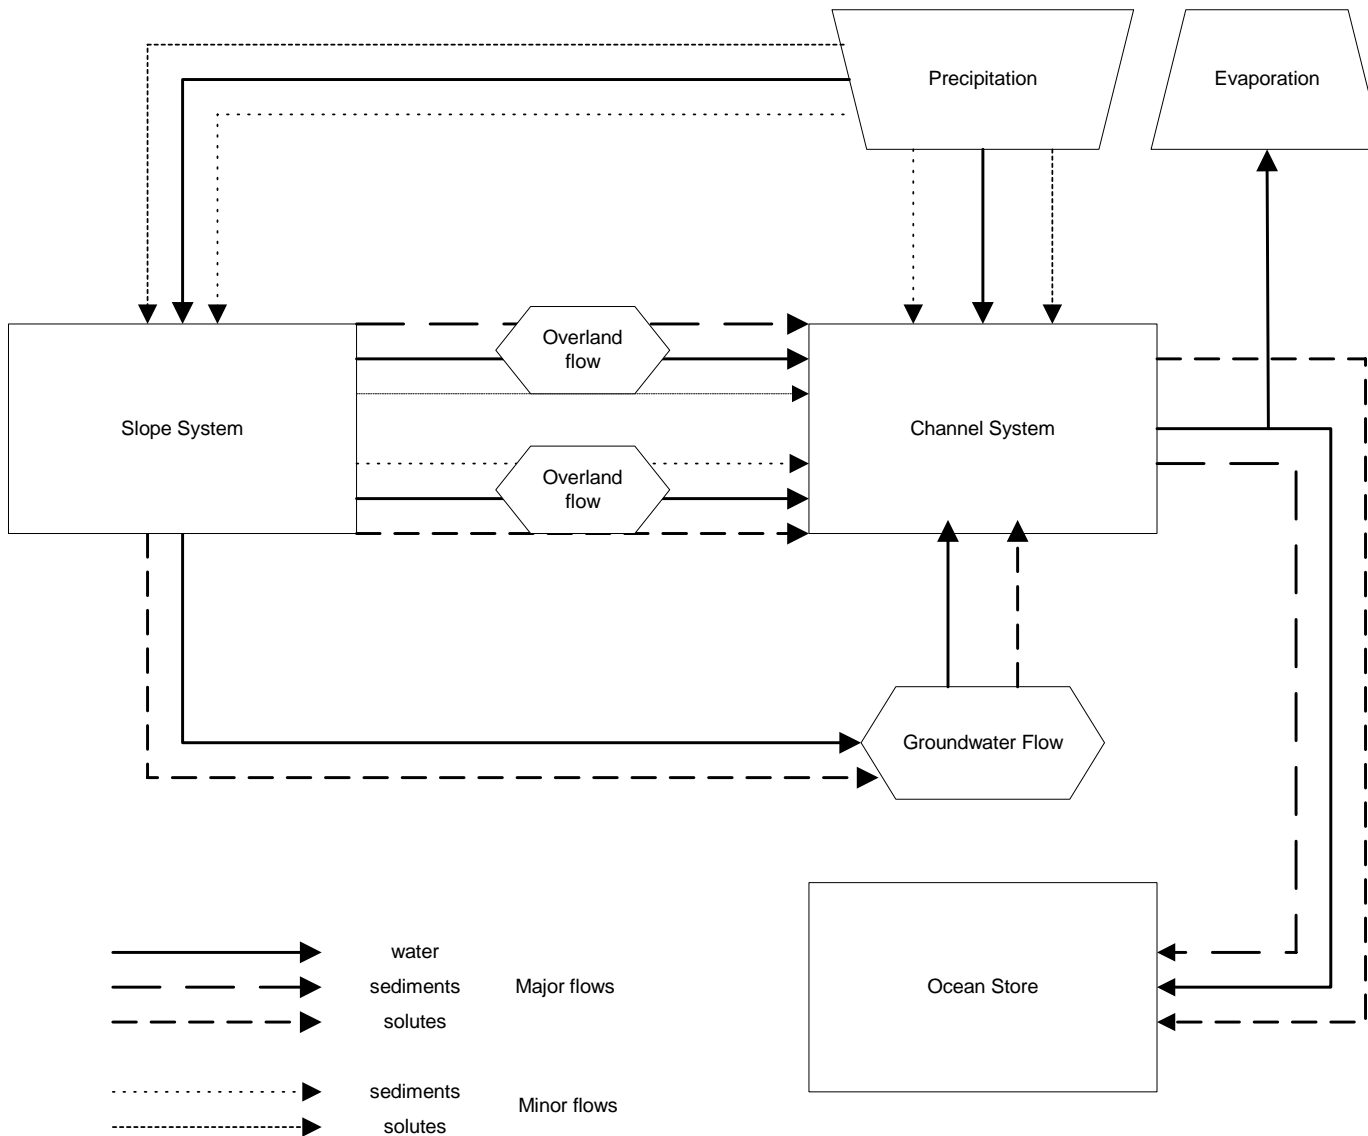 Precipitation
Evaporation
Overland
flow
Slope System
Channel System
Overland
flow
Groundwater Flow
Ocean Store
water
sediments
Major flows
solutes
sediments
Minor flows
solutes